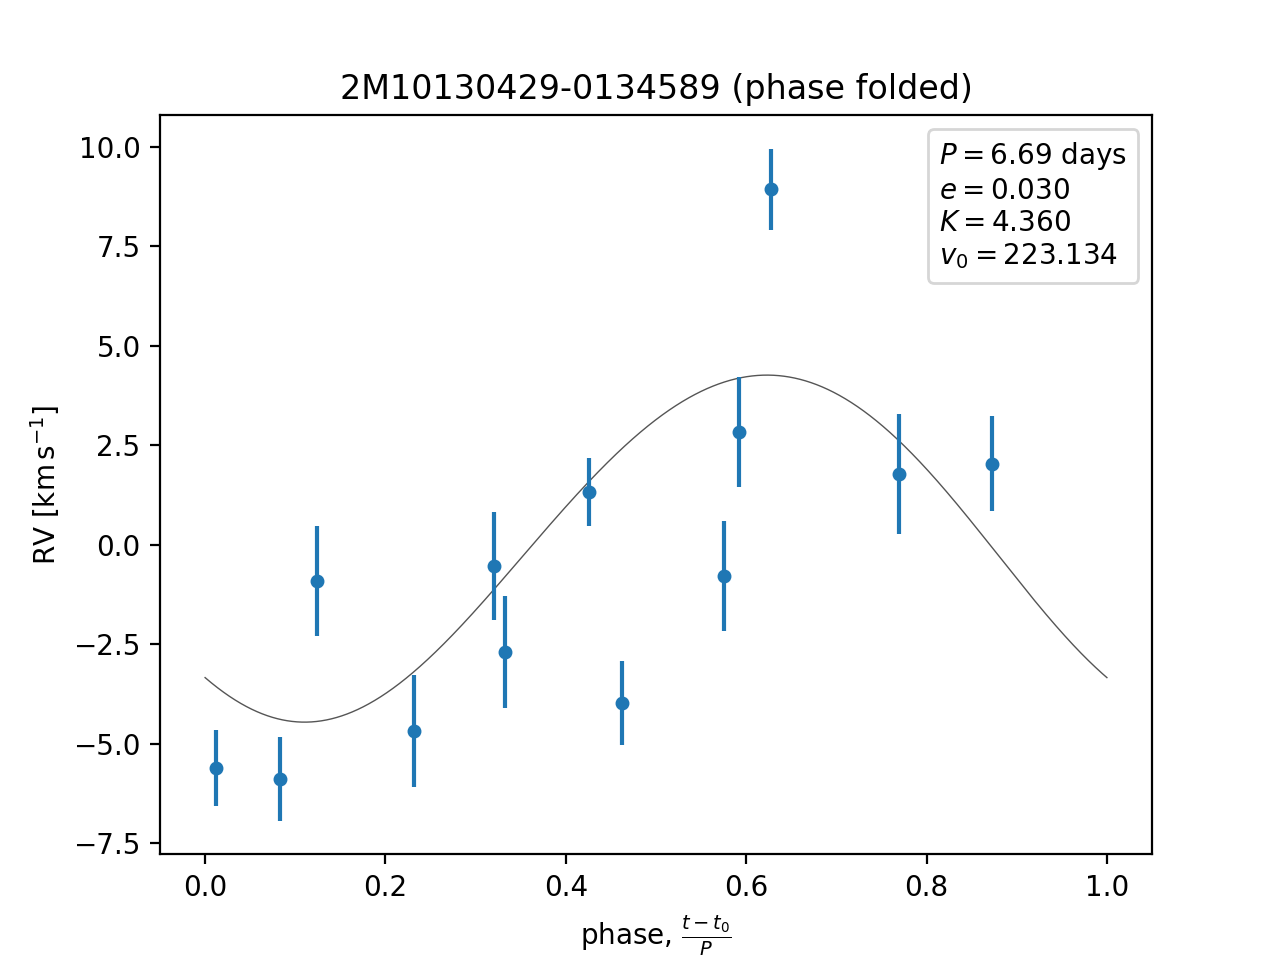 2M10130429-0134589 (phase folded)
P = 6.69 days
e = 0.030
K = 4.360
v₀ = 223.134
RV [km s⁻¹]
10.0
7.5
5.0
2.5
0.0
−2.5
−5.0
−7.5
0.0 0.2 0.4 0.6 0.8 1.0
phase, (t − t₀)/P